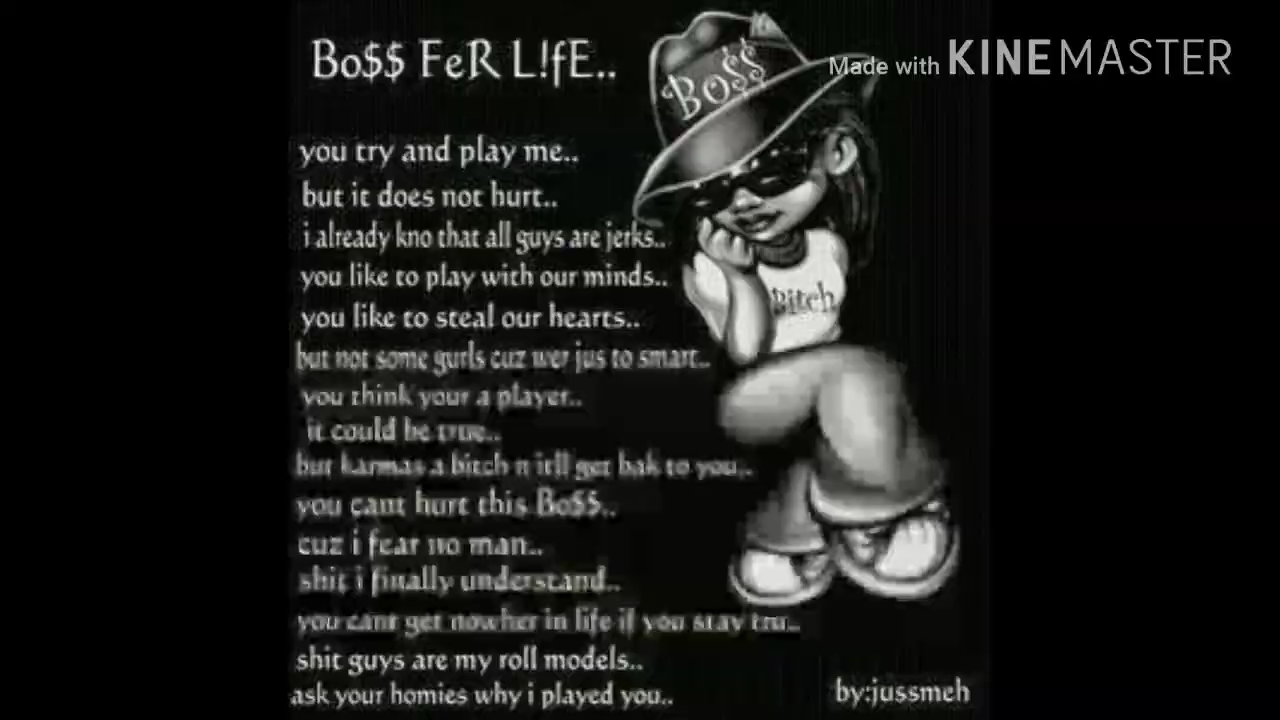 Bo$$ FeR L!fE..
Made with KINEMASTER
Bo$$
you try and play me..
but it does not hurt..
i already kno that all guys are jerks..
you like to play with our minds..
Bitch
you like to steal our hearts..
but not some gurls cuz wer jus to smart..
you think your a player..
it could be true..
but karmas a bitch n itll get bak to you..
you cant hurt this Bo$$..
cuz i fear no man..
shit i finally understand..
you cant get nowher in life if you stay tru..
shit guys are my roll models..
ask your homies why i played you..
by:jussmeh